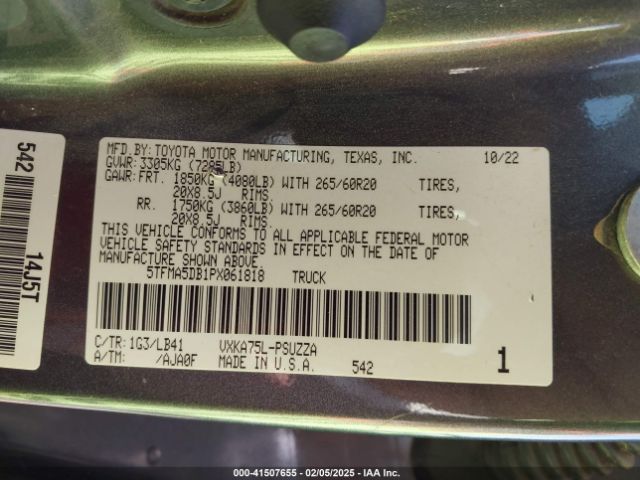 MFD.BY: TOYOTA MOTOR MANUFACTURING, TEXAS, INC. 10/22
GVWR: 3305KG (7285LB)
GAWR: FRT. 1850KG (4080LB) WITH 265/60R20 TIRES,
20X8.5J RIMS.
RR. 1750KG (3860LB) WITH 265/60R20 TIRES,
20X8.5J RIMS.
THIS VEHICLE CONFORMS TO ALL APPLICABLE FEDERAL MOTOR
VEHICLE SAFETY STANDARDS IN EFFECT ON THE DATE OF
MANUFACTURE SHOWN ABOVE.
5TFMA5DB1PX061818 TRUCK
C/TR: 1G3/LB41 VXKA75L-PSUZZA
A/TM: /AJA0F MADE IN U.S.A. 542 1
542 14J5T
000-41507655 — 02/05/2025 — IAA Inc.